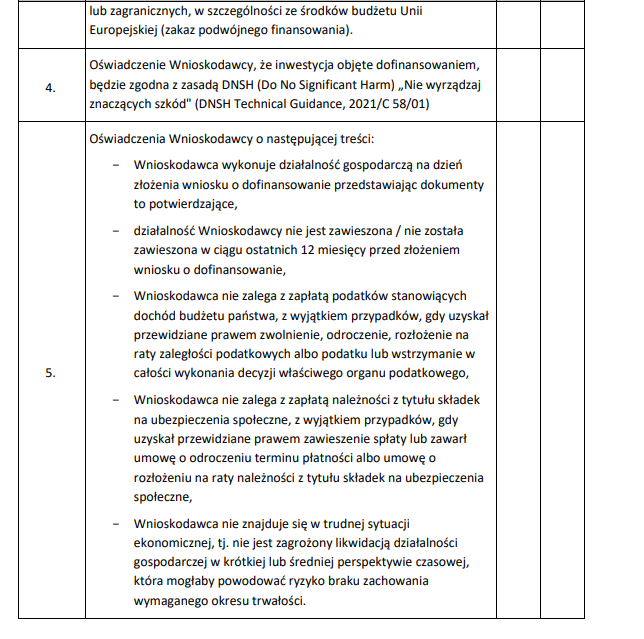 lub zagranicznych, w szczególności ze środków budżetu Unii
Europejskiej (zakaz podwójnego finansowania).
4.
Oświadczenie Wnioskodawcy, że inwestycja objęte dofinansowaniem,
będzie zgodna z zasadą DNSH (Do No Significant Harm) „Nie wyrządzaj
znaczących szkód" (DNSH Technical Guidance, 2021/C 58/01)
5.
Oświadczenia Wnioskodawcy o następującej treści:
− Wnioskodawca wykonuje działalność gospodarczą na dzień
złożenia wniosku o dofinansowanie przedstawiając dokumenty
to potwierdzające,
− działalność Wnioskodawcy nie jest zawieszona / nie została
zawieszona w ciągu ostatnich 12 miesięcy przed złożeniem
wniosku o dofinansowanie,
− Wnioskodawca nie zalega z zapłatą podatków stanowiących
dochód budżetu państwa, z wyjątkiem przypadków, gdy uzyskał
przewidziane prawem zwolnienie, odroczenie, rozłożenie na
raty zaległości podatkowych albo podatku lub wstrzymanie w
całości wykonania decyzji właściwego organu podatkowego,
− Wnioskodawca nie zalega z zapłatą należności z tytułu składek
na ubezpieczenia społeczne, z wyjątkiem przypadków, gdy
uzyskał przewidziane prawem zawieszenie spłaty lub zawarł
umowę o odroczeniu terminu płatności albo umowę o
rozłożeniu na raty należności z tytułu składek na ubezpieczenia
społeczne,
− Wnioskodawca nie znajduje się w trudnej sytuacji
ekonomicznej, tj. nie jest zagrożony likwidacją działalności
gospodarczej w krótkiej lub średniej perspektywie czasowej,
która mogłaby powodować ryzyko braku zachowania
wymaganego okresu trwałości.